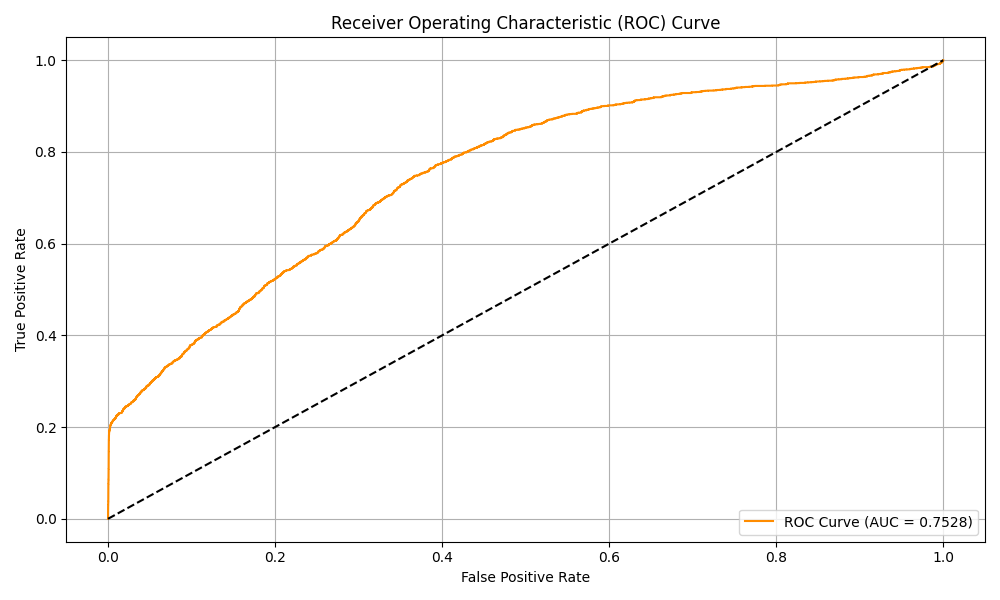 Receiver Operating Characteristic (ROC) Curve
True Positive Rate
1.0
0.8
0.6
0.4
0.2
0.0
ROC Curve (AUC = 0.7528)
0.0 0.2 0.4 0.6 0.8 1.0
False Positive Rate